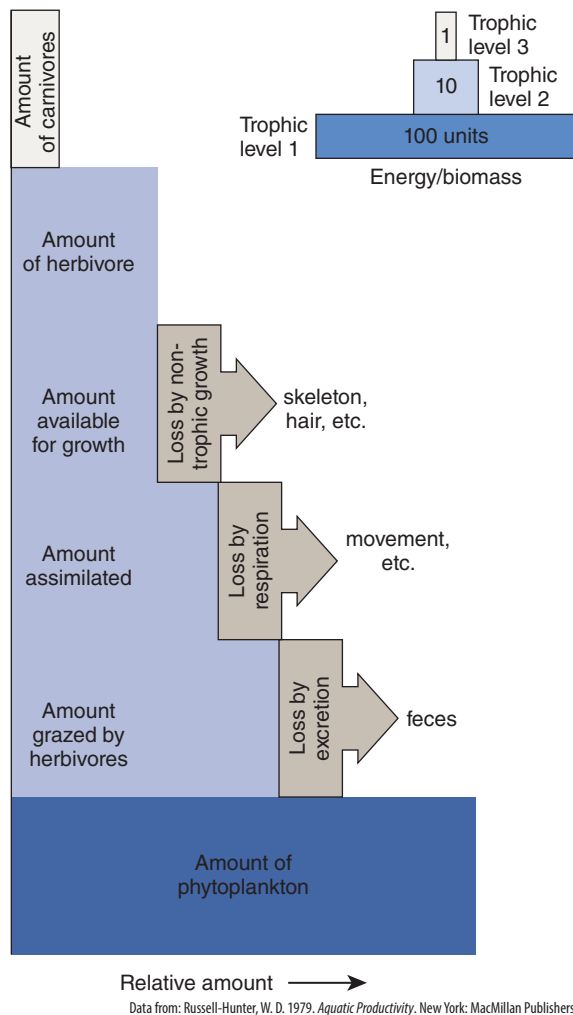 Amount
of carnivores
1
Trophic
level 3
10
Trophic
level 2
Trophic
level 1
100 units
Energy/biomass
Amount
of herbivore
Loss by non-
trophic growth
skeleton,
hair, etc.
Amount
available
for growth
Loss by
respiration
movement,
etc.
Amount
assimilated
Loss by
excretion
feces
Amount
grazed by
herbivores
Amount of
phytoplankton
Relative amount
Data from: Russell-Hunter, W. D. 1979. Aquatic Productivity. New York: MacMillan Publishers